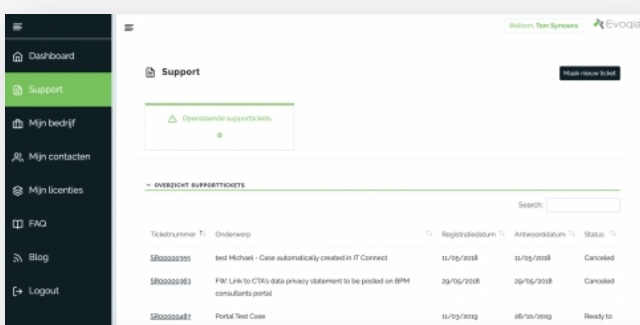 Welkom, Tom Symoens
Evoqia
Dashboard
Support
Mijn bedrijf
Mijn contacten
Mijn licenties
FAQ
Blog
Logout
Support
Maak nieuw ticket
Openstaande supporttickets
0
OVERZICHT SUPPORTTICKETS
Search:
Ticketnummer Onderwerp Registratiedatum Antwoorddatum Status
SR00000355 test Michael - Case automatically created in IT Connect 11/05/2018 11/05/2018 Canceled
SR00000363 FW: Link to CTA's data privacy statement to be posted on BPM 29/05/2018 29/05/2018 Canceled
consultants portal
SR00000487 Portal Test Case 11/03/2019 28/10/2019 Ready to